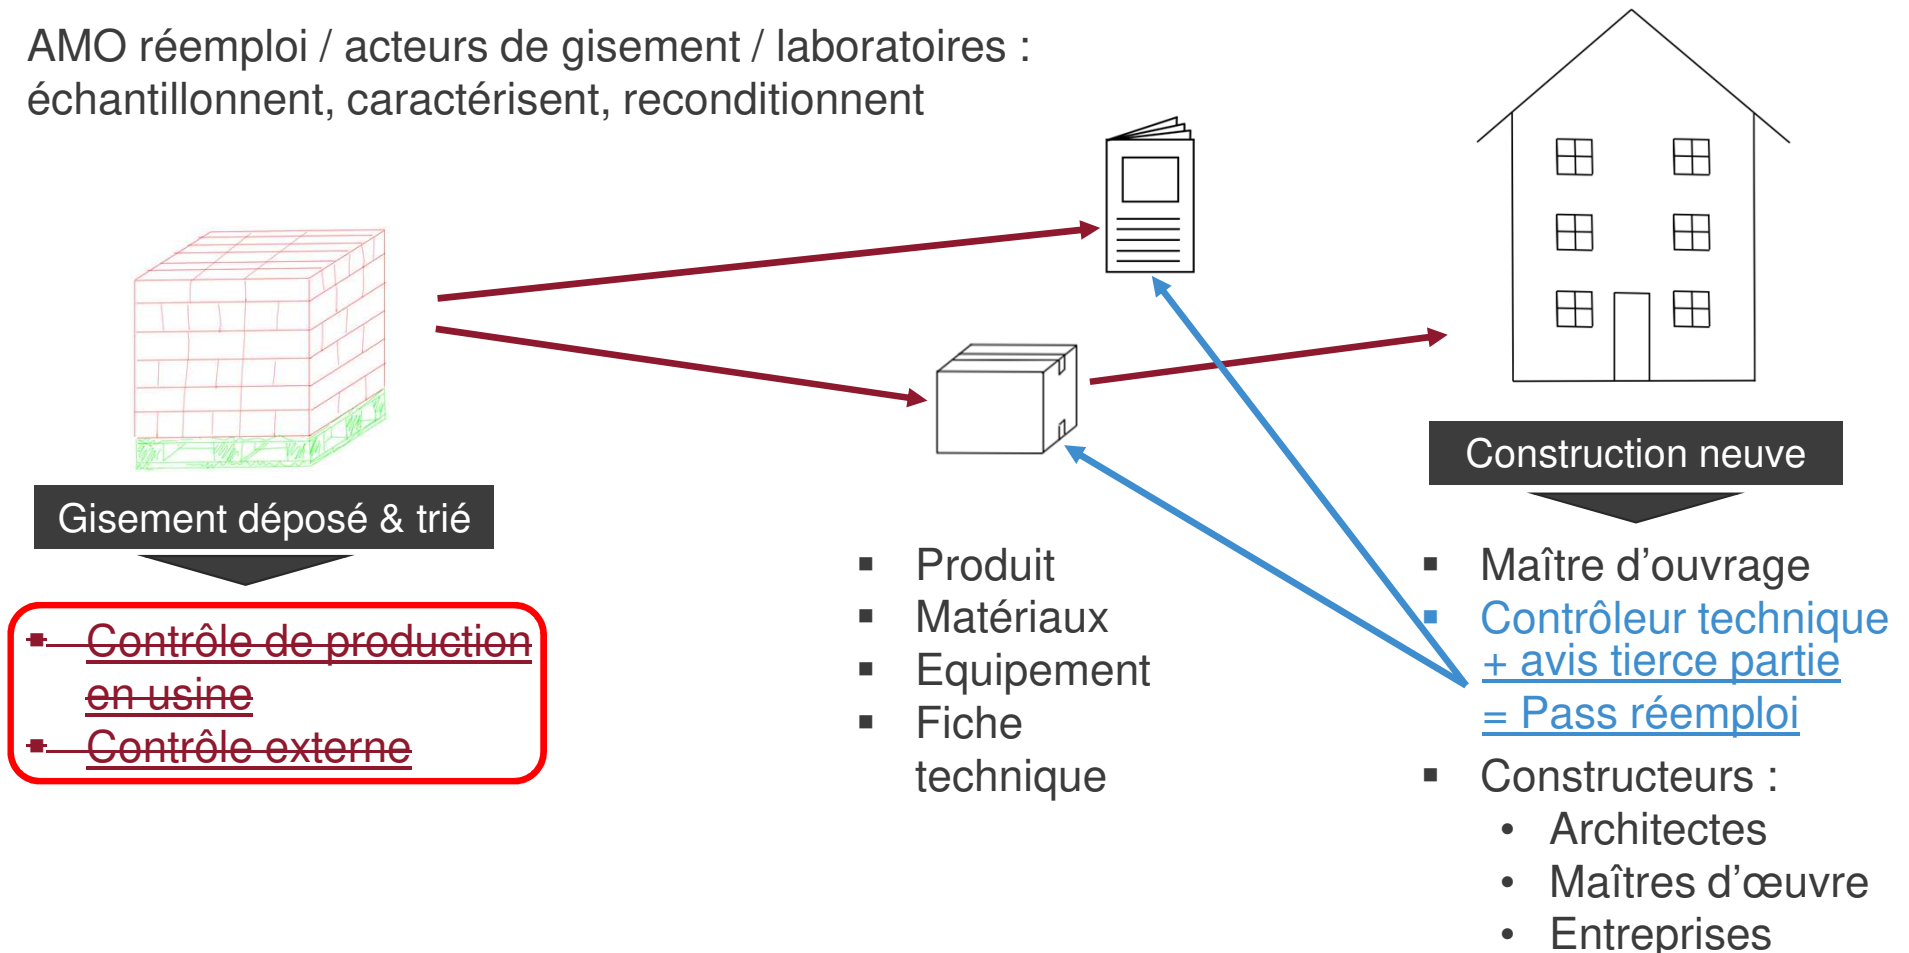 AMO réemploi / acteurs de gisement / laboratoires :
échantillonnent, caractérisent, reconditionnent
Gisement déposé & trié
▪ Contrôle de production
en usine
▪ Contrôle externe
▪ Produit
▪ Matériaux
▪ Equipement
▪ Fiche
technique
Construction neuve
▪ Maître d’ouvrage
▪ Contrôleur technique
+ avis tierce partie
= Pass réemploi
▪ Constructeurs :
• Architectes
• Maîtres d’œuvre
• Entreprises